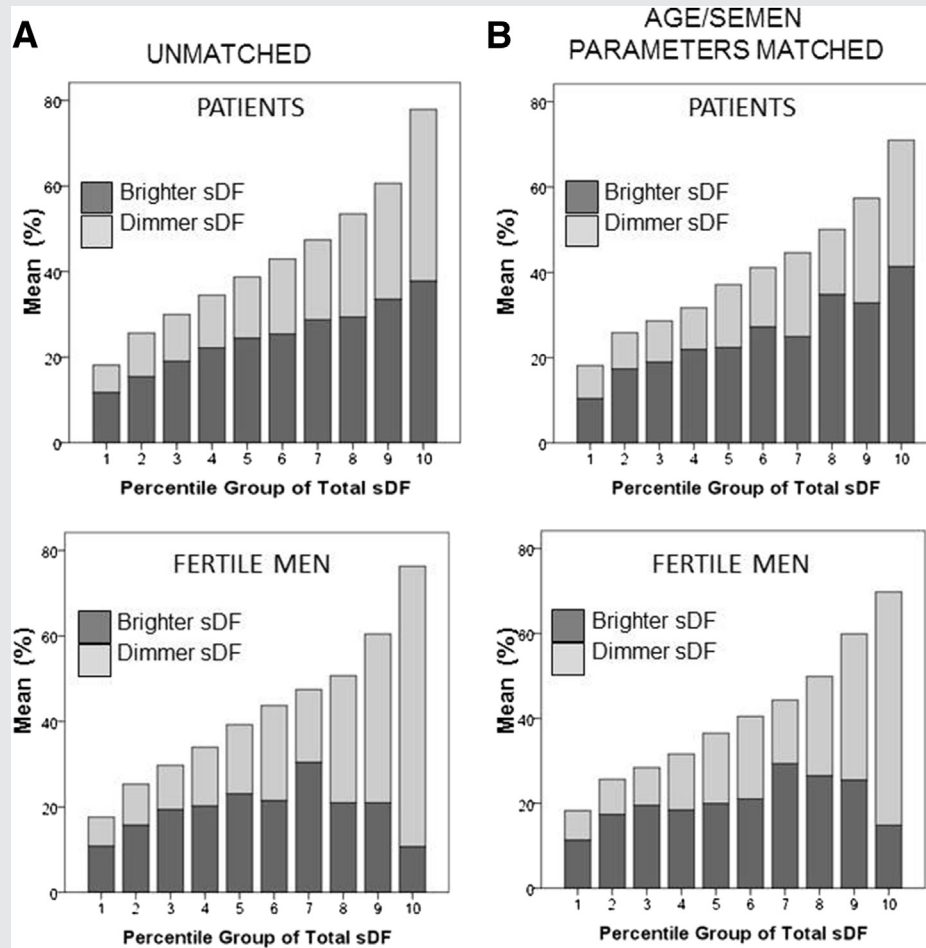 A
UNMATCHED
PATIENTS
Brighter sDF
Dimmer sDF
Mean (%)
80
60
40
20
0
1 2 3 4 5 6 7 8 9 10
Percentile Group of Total sDF
B
AGE/SEMEN
PARAMETERS MATCHED
PATIENTS
Brighter sDF
Dimmer sDF
Mean (%)
80
60
40
20
0
1 2 3 4 5 6 7 8 9 10
Percentile Group of Total sDF
FERTILE MEN
Brighter sDF
Dimmer sDF
Mean (%)
80
60
40
20
0
1 2 3 4 5 6 7 8 9 10
Percentile Group of Total sDF
FERTILE MEN
Brighter sDF
Dimmer sDF
Mean (%)
80
60
40
20
0
1 2 3 4 5 6 7 8 9 10
Percentile Group of Total sDF